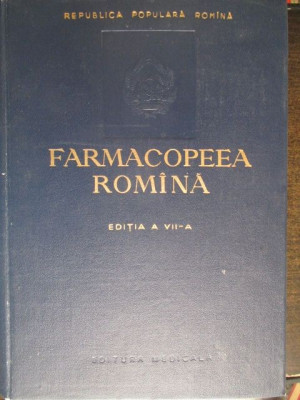 REPUBLICA POPULARĂ ROMÎNĂ
FARMACOPEEA
ROMÎNĂ
EDIȚIA A VII-A
EDITURA MEDICALĂ